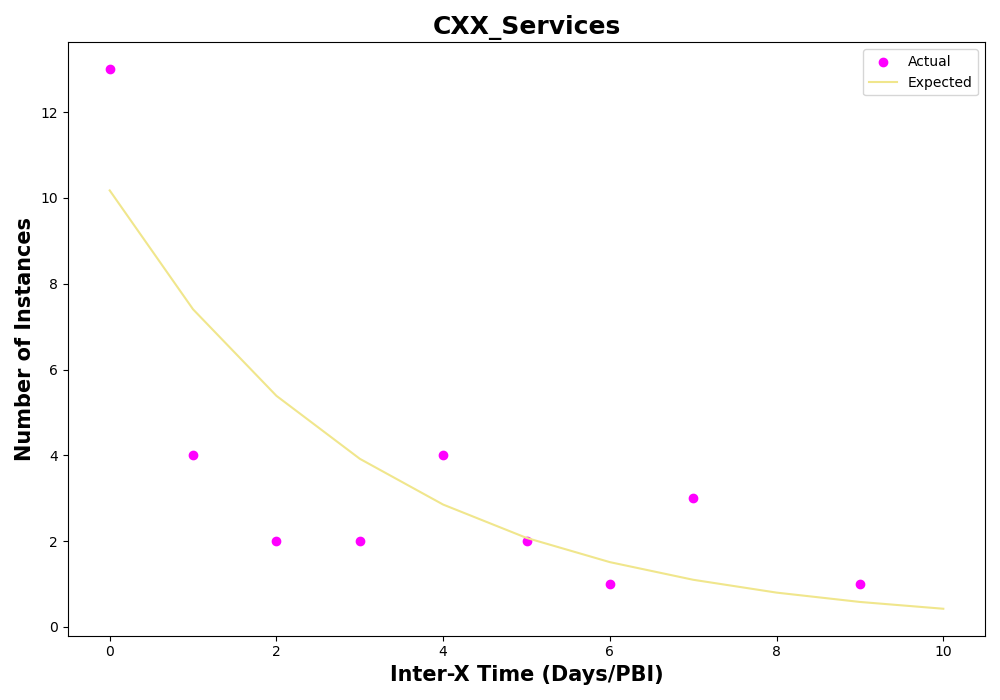 CXX_Services
Actual
Expected
Number of Instances
12
10
8
6
4
2
0
0 2 4 6 8 10
Inter-X Time (Days/PBI)